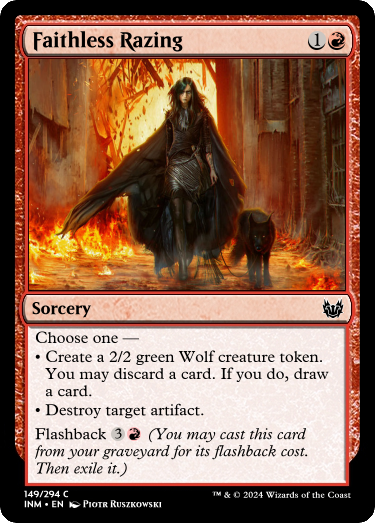 Faithless Razing 1
Sorcery
Choose one —
• Create a 2/2 green Wolf creature token.
You may discard a card. If you do, draw
a card.
• Destroy target artifact.
Flashback 3 (You may cast this card
from your graveyard for its flashback cost.
Then exile it.)
149/294 C
INM • EN Piotr Ruszkowski
™ & © 2024 Wizards of the Coast